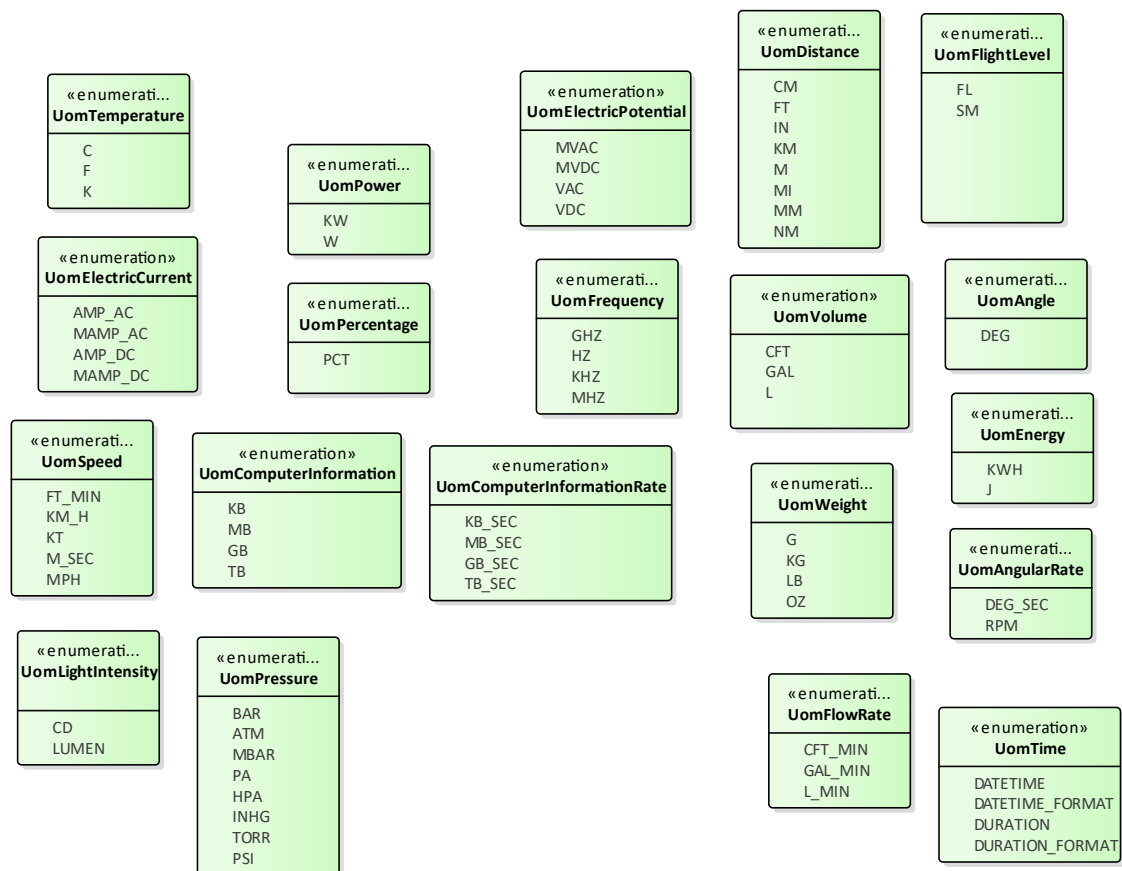 «enumerati...
UomTemperature
C
F
K
«enumerati...
UomPower
KW
W
«enumeration»
UomElectricPotential
MVAC
MVDC
VAC
VDC
«enumerati...
UomDistance
CM
FT
IN
KM
M
MI
MM
NM
«enumerati...
UomFlightLevel
FL
SM
«enumeration»
UomElectricCurrent
AMP_AC
MAMP_AC
AMP_DC
MAMP_DC
«enumerati...
UomPercentage
PCT
«enumerati...
UomFrequency
GHZ
HZ
KHZ
MHZ
«enumeration»
UomVolume
CFT
GAL
L
«enumerati...
UomAngle
DEG
«enumerati...
UomEnergy
KWH
J
«enumerati...
UomSpeed
FT_MIN
KM_H
KT
M_SEC
MPH
«enumeration»
UomComputerInformation
KB
MB
GB
TB
«enumeration»
UomComputerInformationRate
KB_SEC
MB_SEC
GB_SEC
TB_SEC
«enumerati...
UomWeight
G
KG
LB
OZ
«enumerati...
UomAngularRate
DEG_SEC
RPM
«enumerati...
UomLightIntensity
CD
LUMEN
«enumerati...
UomPressure
BAR
ATM
MBAR
PA
HPA
INHG
TORR
PSI
«enumerati...
UomFlowRate
CFT_MIN
GAL_MIN
L_MIN
«enumeration»
UomTime
DATETIME
DATETIME_FORMAT
DURATION
DURATION_FORMAT